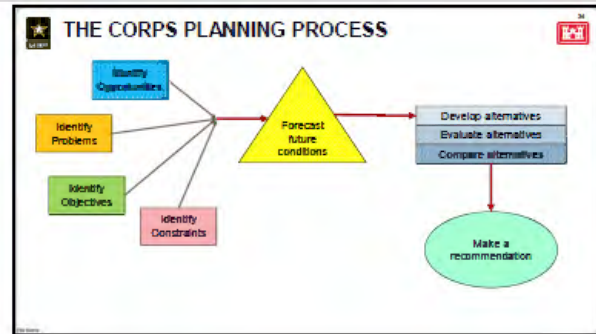 34
THE CORPS PLANNING PROCESS
Identify
Opportunities
Identify
Problems
Identify
Objectives
Identify
Constraints
Forecast
future
conditions
Develop alternatives
Evaluate alternatives
Compare alternatives
Make a
recommendation